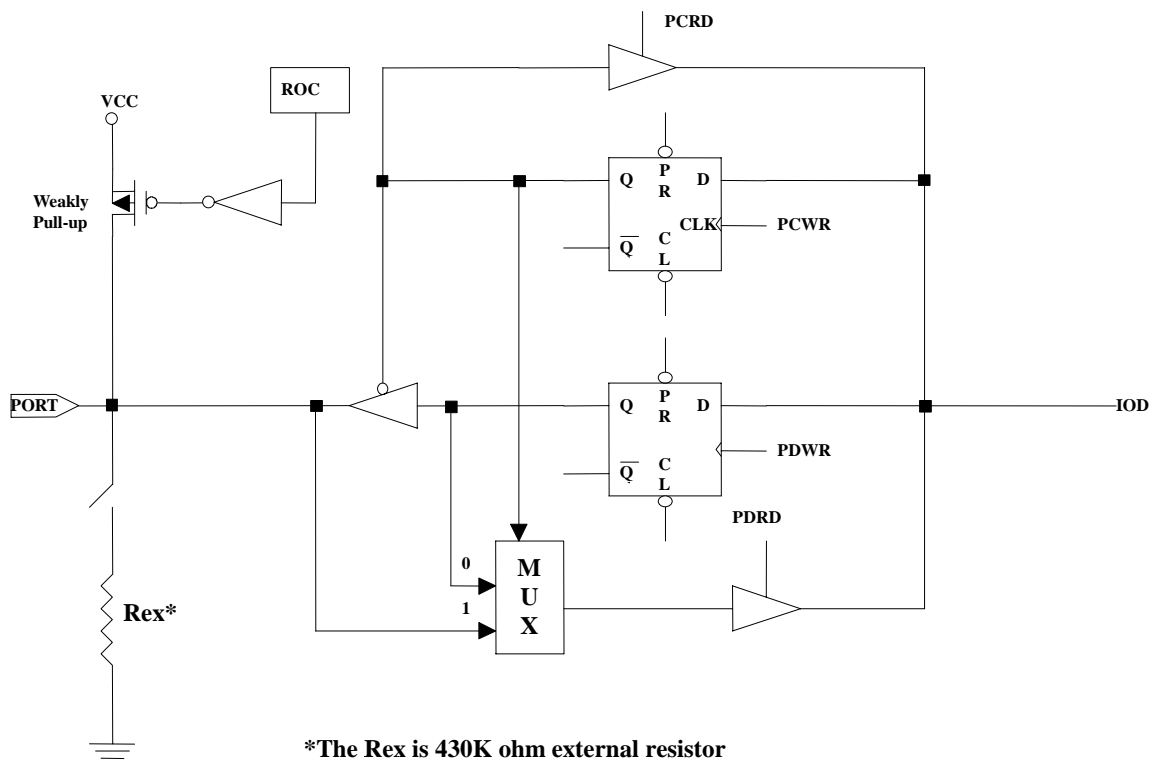 PCRD
ROC
VCC
Weakly
Pull-up
Q
P
R
D
CLK
PCWR
Q
C
L
PORT
Q
P
R
D
IOD
PDWR
Q
C
L
PDRD
0
1
M
U
X
Rex*
*The Rex is 430K ohm external resistor